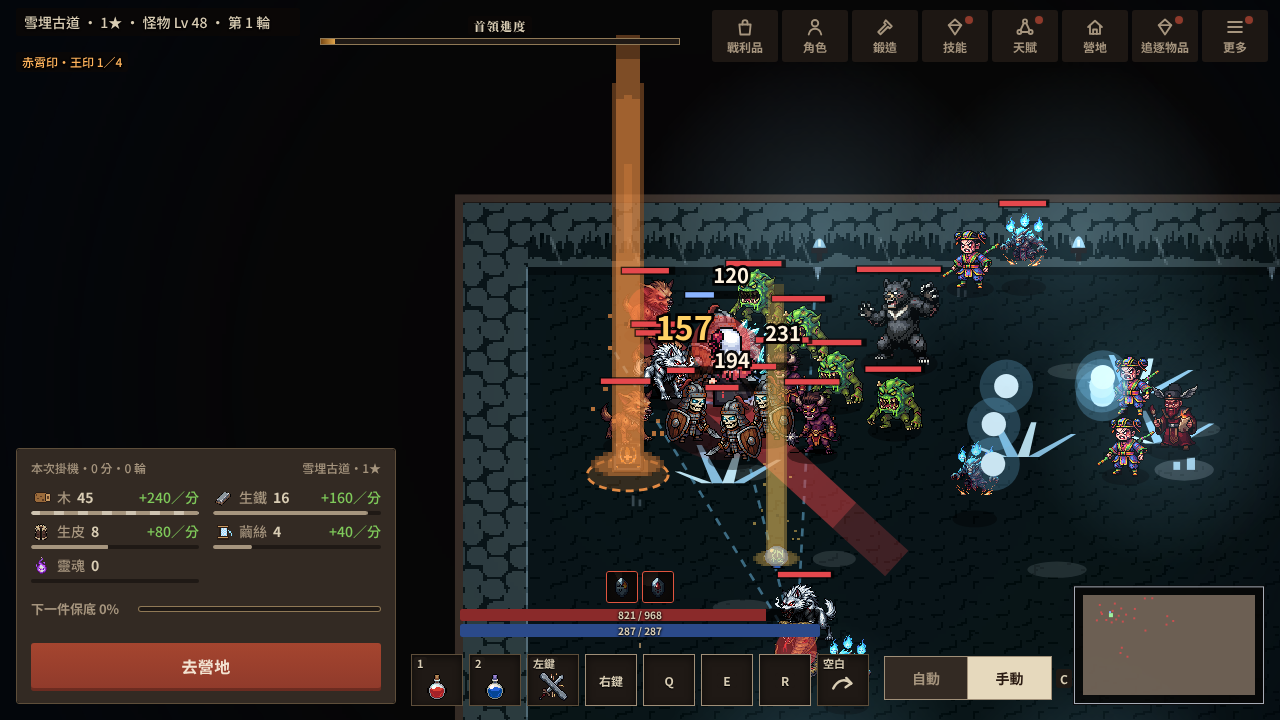 雪埋古道 · 1★ · 怪物 Lv 48 · 第 1 輪
首領進度
赤霄印·王印 1／4
戰利品
角色
鍛造
技能
天賦
營地
追逐物品
更多
120
157
231
194
本次掛機·0 分·0 輪
雪埋古道·1★
木 45 +240／分
生鐵 16 +160／分
生皮 8 +80／分
繭絲 4 +40／分
靈魂 0
下一件保底 0%
去營地
821 / 968
287 / 287
1
2
左鍵
右鍵
Q
E
R
空白
自動
手動
C